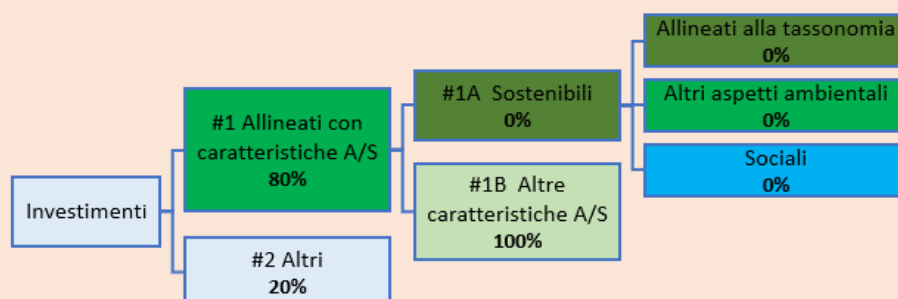 Investimenti
#1 Allineati con
caratteristiche A/S
80%
#2 Altri
20%
#1A Sostenibili
0%
#1B Altre
caratteristiche A/S
100%
Allineati alla tassonomia
0%
Altri aspetti ambientali
0%
Sociali
0%